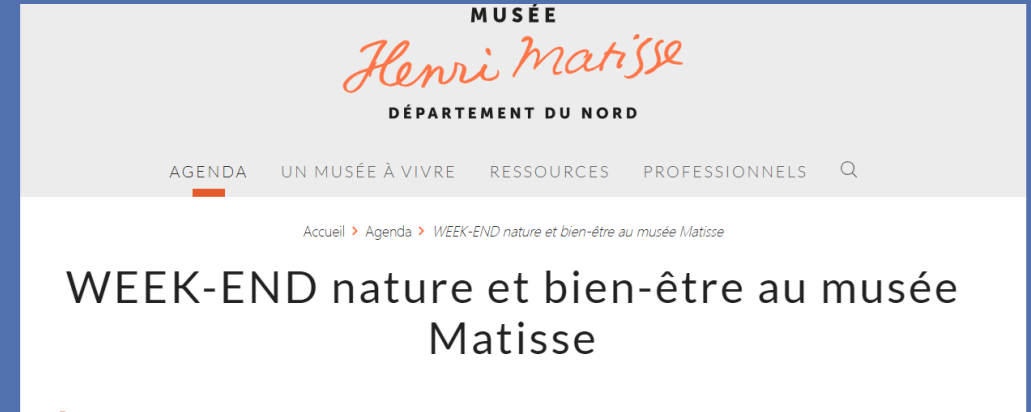 MUSÉE
Henri Matisse
DÉPARTEMENT DU NORD
AGENDA UN MUSÉE À VIVRE RESSOURCES PROFESSIONNELS
Accueil > Agenda > WEEK-END nature et bien-être au musée Matisse
WEEK-END nature et bien-être au musée
Matisse